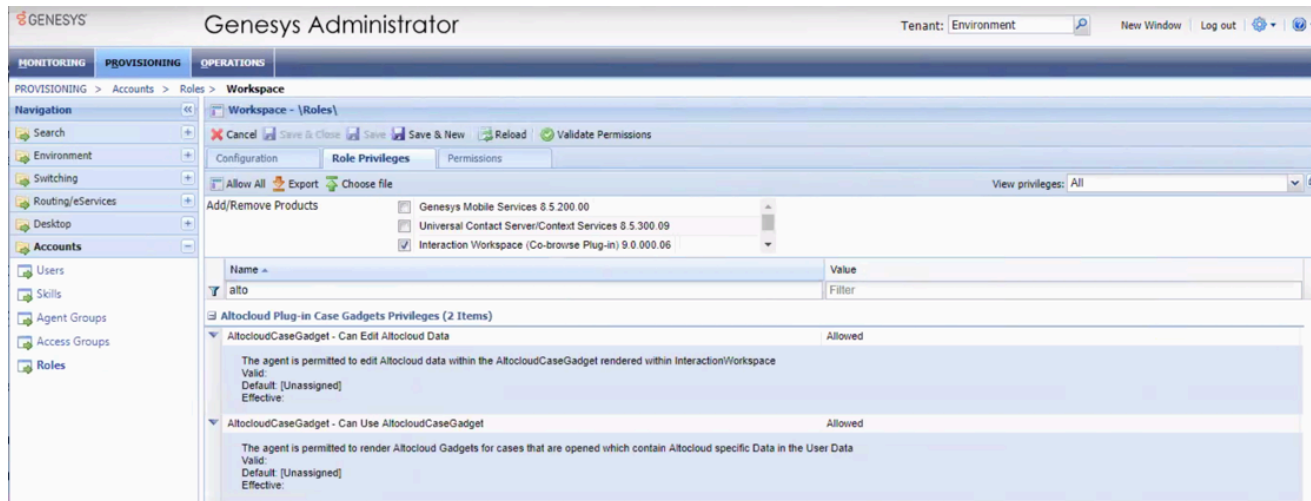 GENESYS
Genesys Administrator
Tenant: Environment
New Window
Log out
MONITORING PROVISIONING OPERATIONS
PROVISIONING > Accounts > Roles > Workspace
Navigation
Workspace - \Roles\
Search
Cancel Save & Close Save Save & New Reload Validate Permissions
Environment
Configuration Role Privileges Permissions
Switching
Allow All Export Choose file
View privileges: All
Routing/eServices
Add/Remove Products
Genesys Mobile Services 8.5.200.00
Desktop
Universal Contact Server/Context Services 8.5.300.09
Accounts
Interaction Workspace (Co-browse Plug-in) 9.0.000.06
Users
Name Value
Skills
alto Filter
Agent Groups
Altocloud Plug-in Case Gadgets Privileges (2 Items)
Access Groups
AltocloudCaseGadget - Can Edit Altocloud Data Allowed
Roles
The agent is permitted to edit Altocloud data within the AltocloudCaseGadget rendered within InteractionWorkspace
Valid:
Default: [Unassigned]
Effective:
AltocloudCaseGadget - Can Use AltocloudCaseGadget Allowed
The agent is permitted to render Altocloud Gadgets for cases that are opened which contain Altocloud specific Data in the User Data
Valid:
Default: [Unassigned]
Effective: